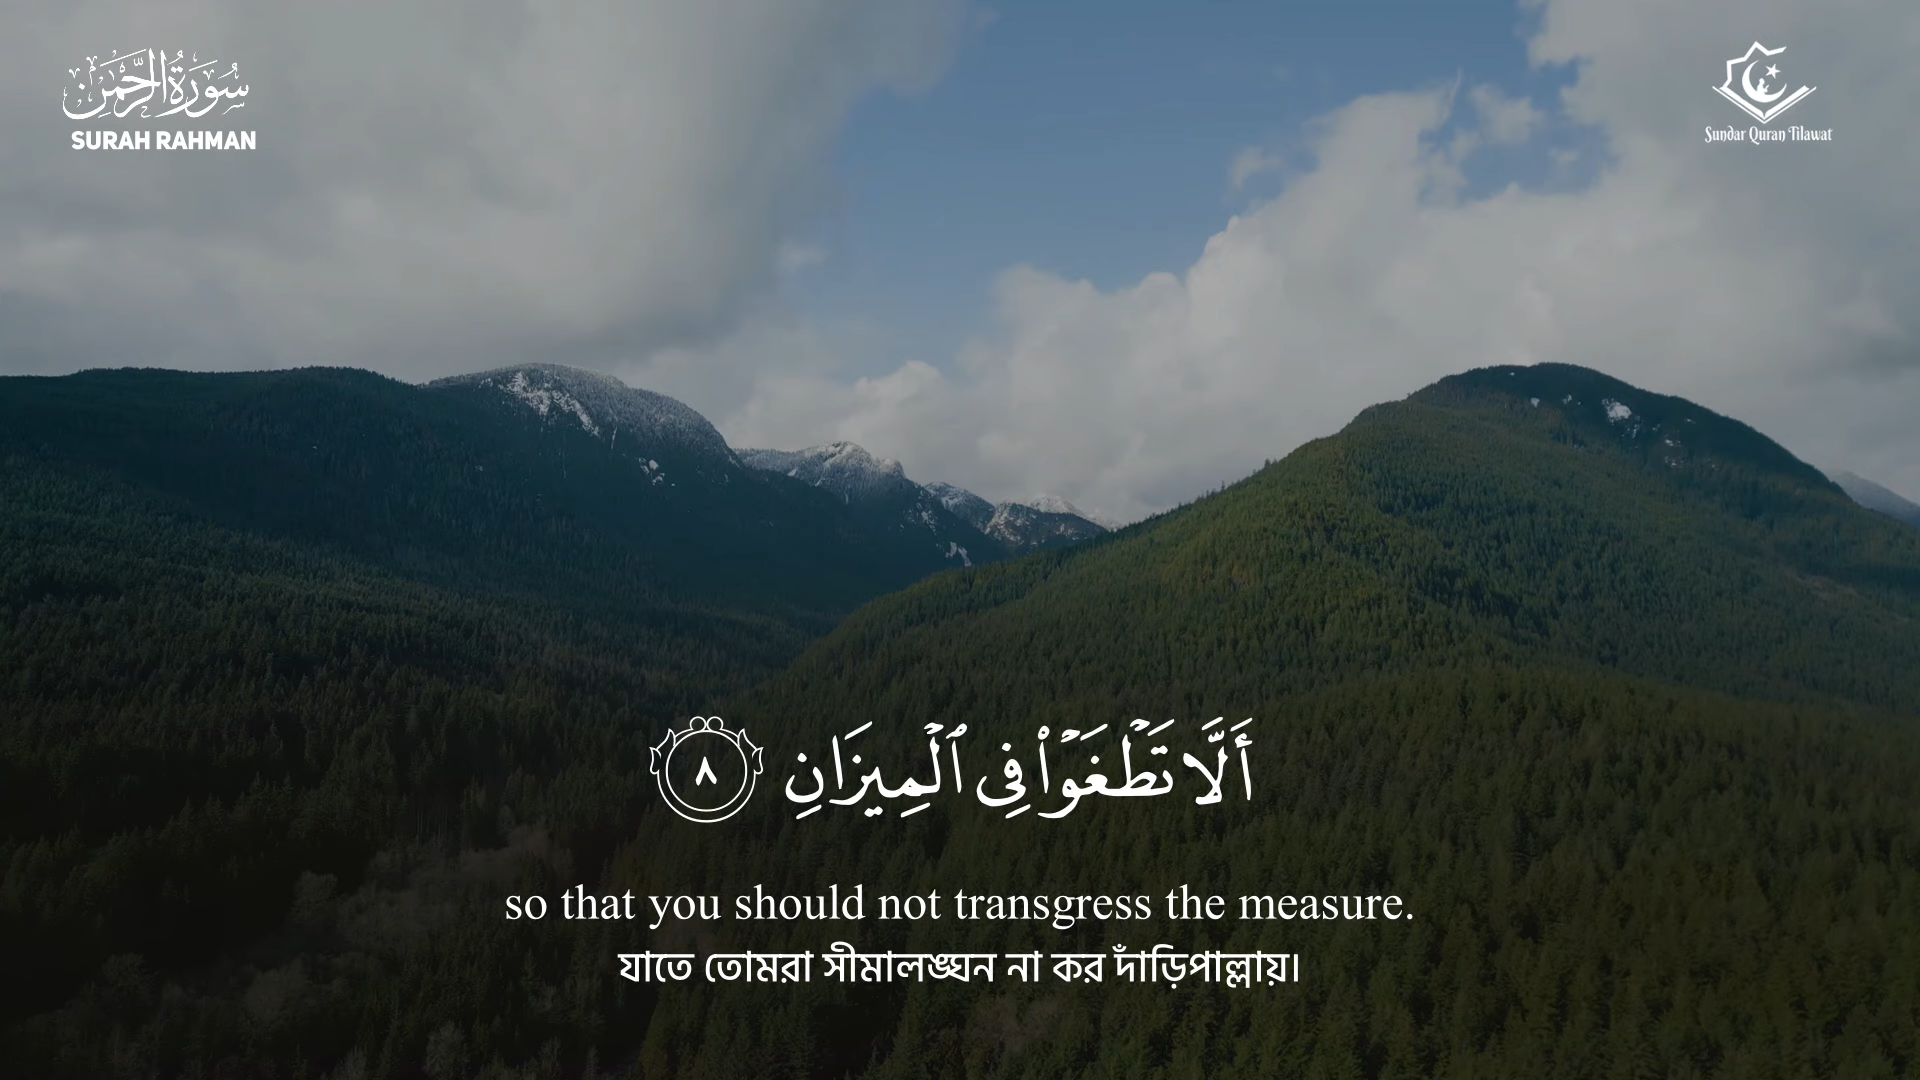 سُورَةُ الرَّحْمَٰن
SURAH RAHMAN
Sundar Quran Tilawat
أَلَّا تَطْغَوْا۟ فِى ٱلْمِيزَانِ ٨
so that you should not transgress the measure.
যাতে তোমরা সীমালঙ্ঘন না কর দাঁড়িপাল্লায়।